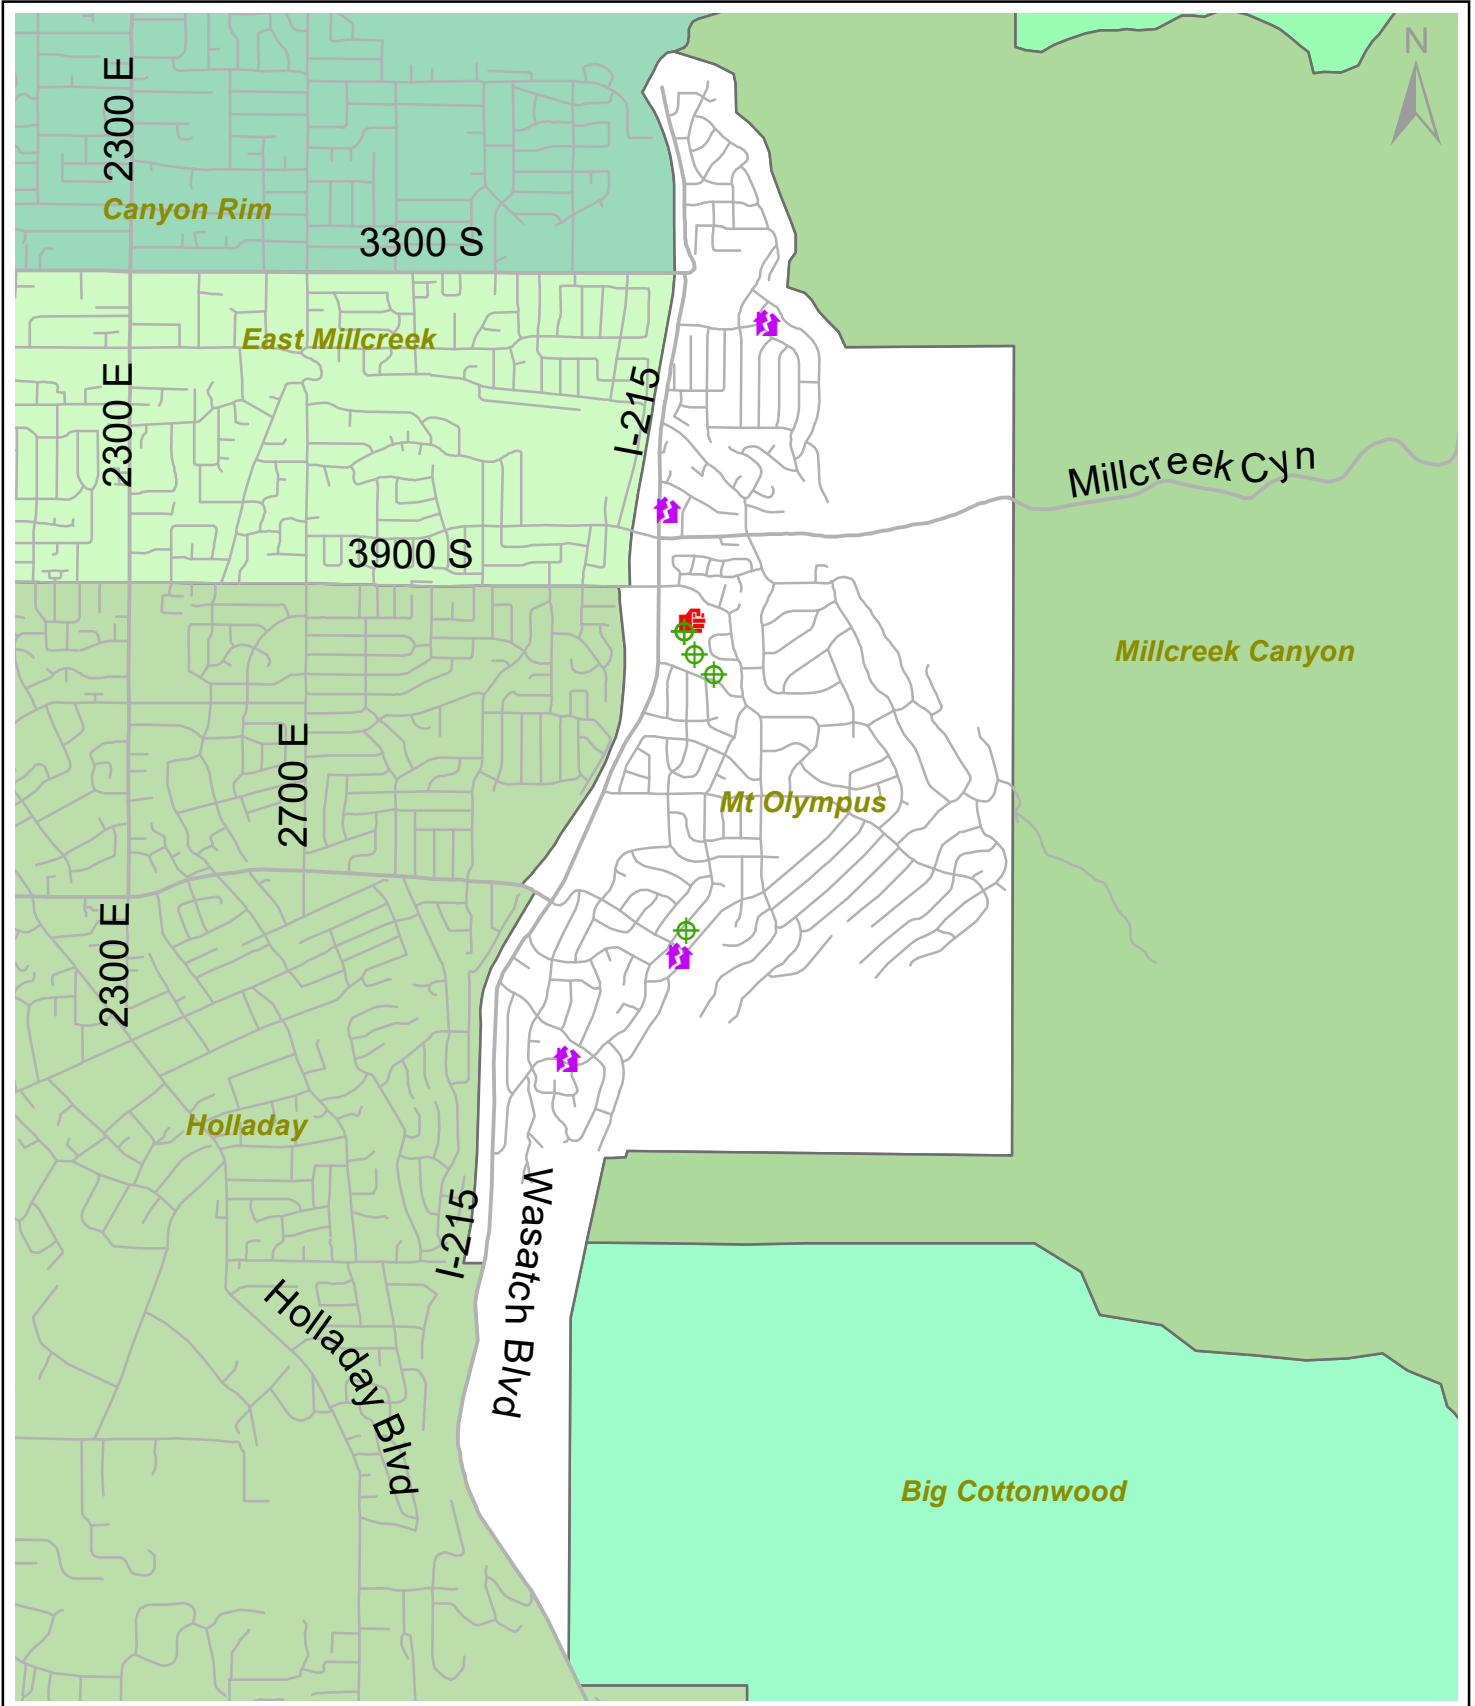 N
2300 E
Canyon Rim
3300 S
East Millcreek
2300 E
I-215
Millcreek Cyn
3900 S
Millcreek Canyon
2700 E
Mt Olympus
2300 E
Holladay
I-215
Wasatch Blvd
Holladay Blvd
Big Cottonwood